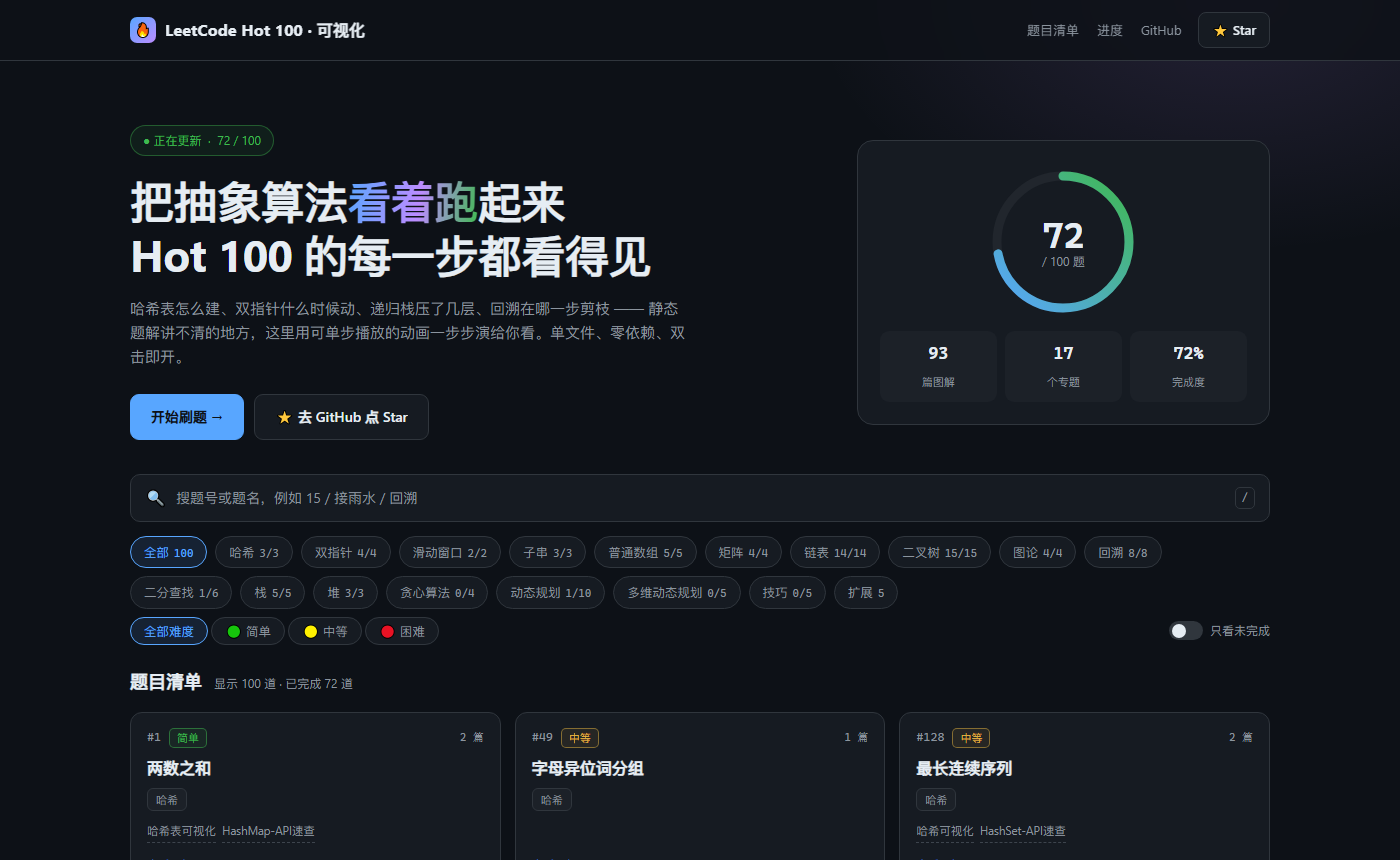 LeetCode Hot 100 · 可视化
题目清单 进度 GitHub ⭐ Star
正在更新 · 72 / 100
把抽象算法看着跑起来
Hot 100 的每一步都看得见
哈希表怎么建、双指针什么时候动、递归栈压了几层、回溯在哪一步剪枝 —— 静态
题解讲不清的地方，这里用可单步播放的动画一步步演给你看。单文件、零依赖、双
击即开。
开始刷题 → ⭐ 去 GitHub 点 Star
72
/ 100 题
93 17 72%
篇图解 个专题 完成度
🔍 搜题号或题名，例如 15 / 接雨水 / 回溯 /
全部 100 哈希 3/3 双指针 4/4 滑动窗口 2/2 子串 3/3 普通数组 5/5 矩阵 4/4 链表 14/14 二叉树 15/15 图论 4/4 回溯 8/8
二分查找 1/6 栈 5/5 堆 3/3 贪心算法 0/4 动态规划 1/10 多维动态规划 0/5 技巧 0/5 扩展 5
全部难度 简单 中等 困难 只看未完成
题目清单 显示 100 道 · 已完成 72 道
#1 简单 2 篇 #49 中等 1 篇 #128 中等 2 篇
两数之和 字母异位词分组 最长连续序列
哈希 哈希 哈希
哈希表可视化 HashMap-API速查 哈希可视化 HashSet-API速查